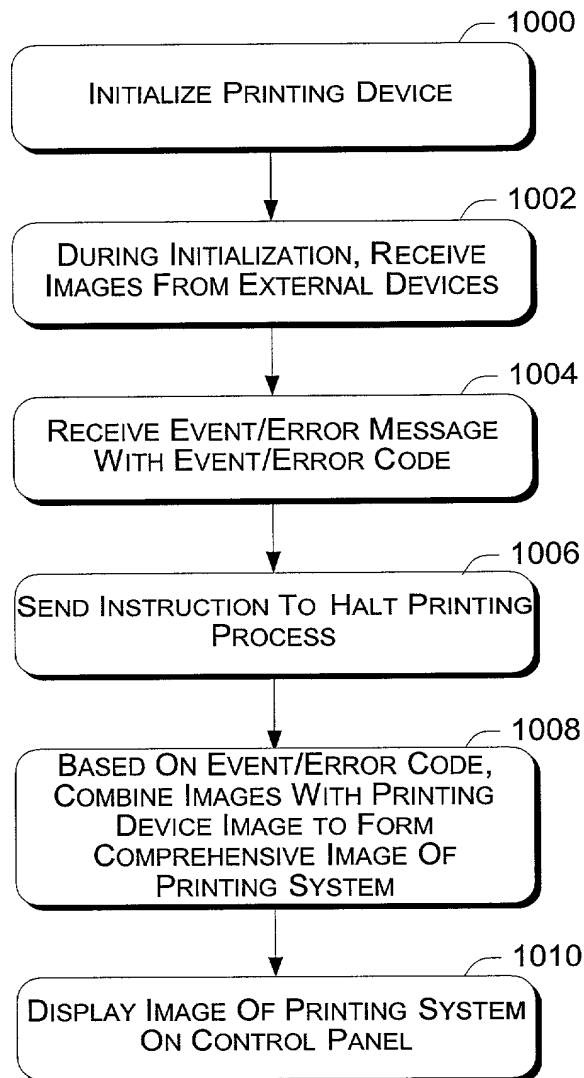 1000
INITIALIZE PRINTING DEVICE
1002
DURING INITIALIZATION, RECEIVE
IMAGES FROM EXTERNAL DEVICES
1004
RECEIVE EVENT/ERROR MESSAGE
WITH EVENT/ERROR CODE
1006
SEND INSTRUCTION TO HALT PRINTING
PROCESS
1008
BASED ON EVENT/ERROR CODE,
COMBINE IMAGES WITH PRINTING
DEVICE IMAGE TO FORM
COMPREHENSIVE IMAGE OF
PRINTING SYSTEM
1010
DISPLAY IMAGE OF PRINTING SYSTEM
ON CONTROL PANEL